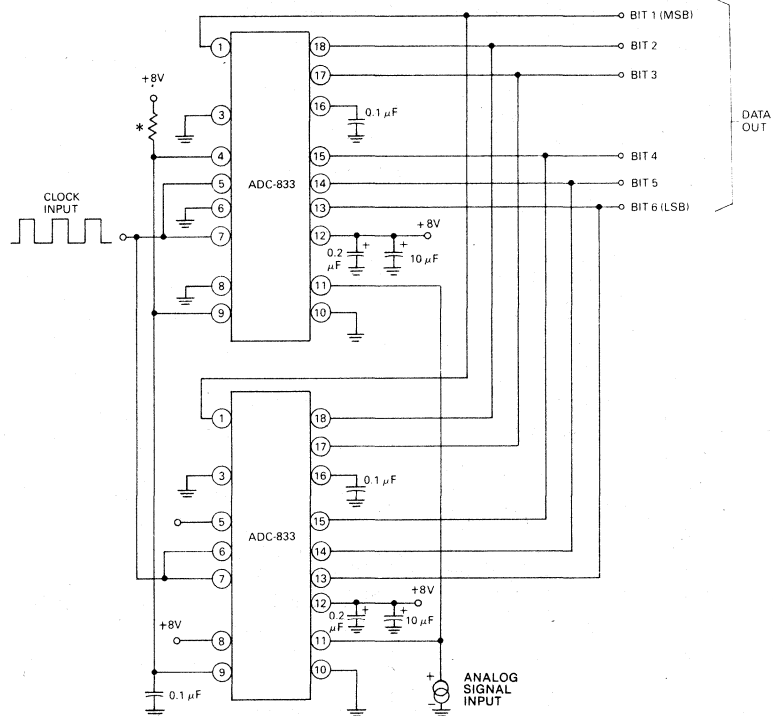 BIT 1 (MSB)
1
18
BIT 2
17
BIT 3
+8V
16
0.1 μF
3
DATA
OUT
*
4
15
BIT 4
ADC-833
CLOCK
INPUT
5
14
BIT 5
6
13
BIT 6 (LSB)
7
12
+8V
0.2
μF
+
+
10 μF
8
11
9
10
1
18
17
3
16
0.1 μF
5
15
ADC-833
6
14
7
13
12
+8V
+8V
0.2
μF
+
+
10 μF
8
11
9
10
0.1 μF
+
-
ANALOG
SIGNAL
INPUT